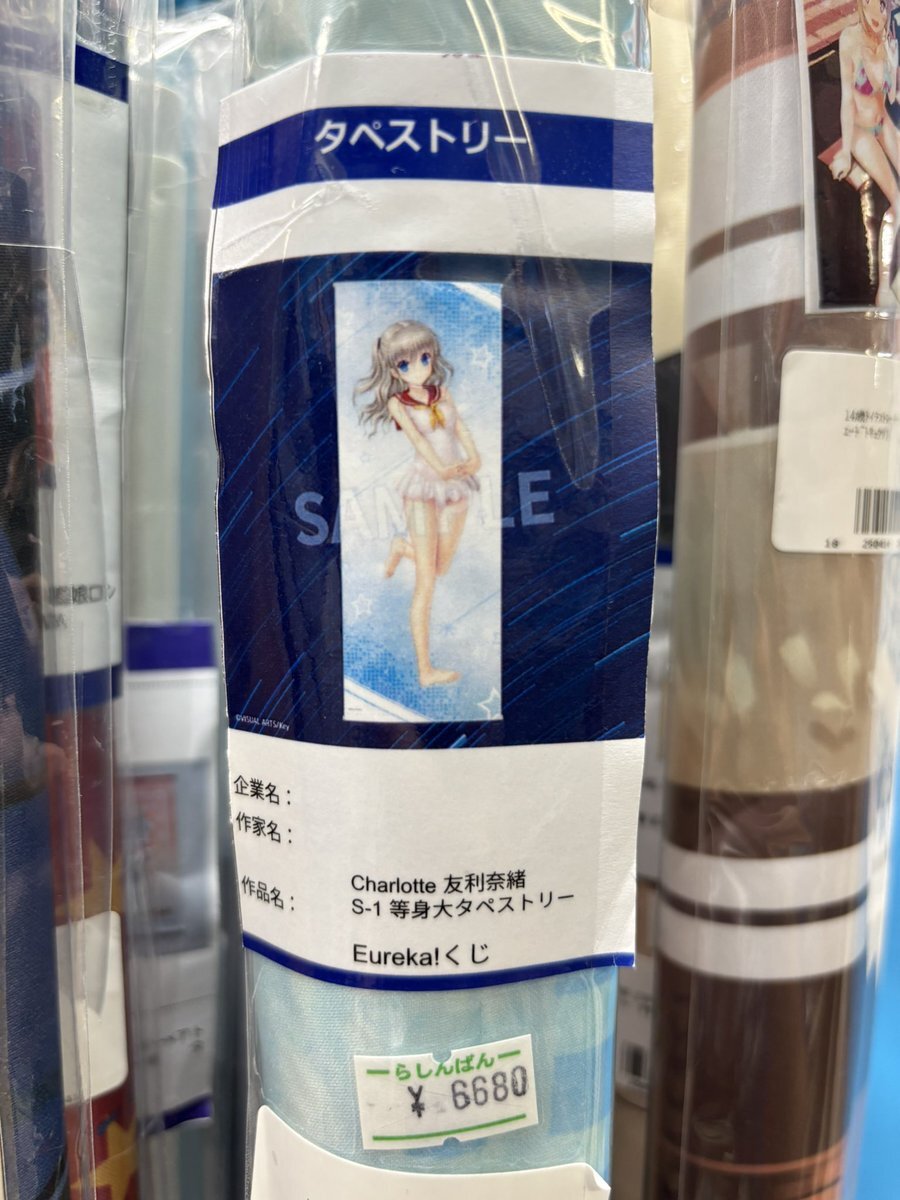 タペストリー
SAMPLE
©VISUAL ARTS/Key
企業名：
作家名：
作品名：
Charlotte 友利奈緒
S-1 等身大タペストリー
Eureka!くじ
らしんばん
¥ 6680